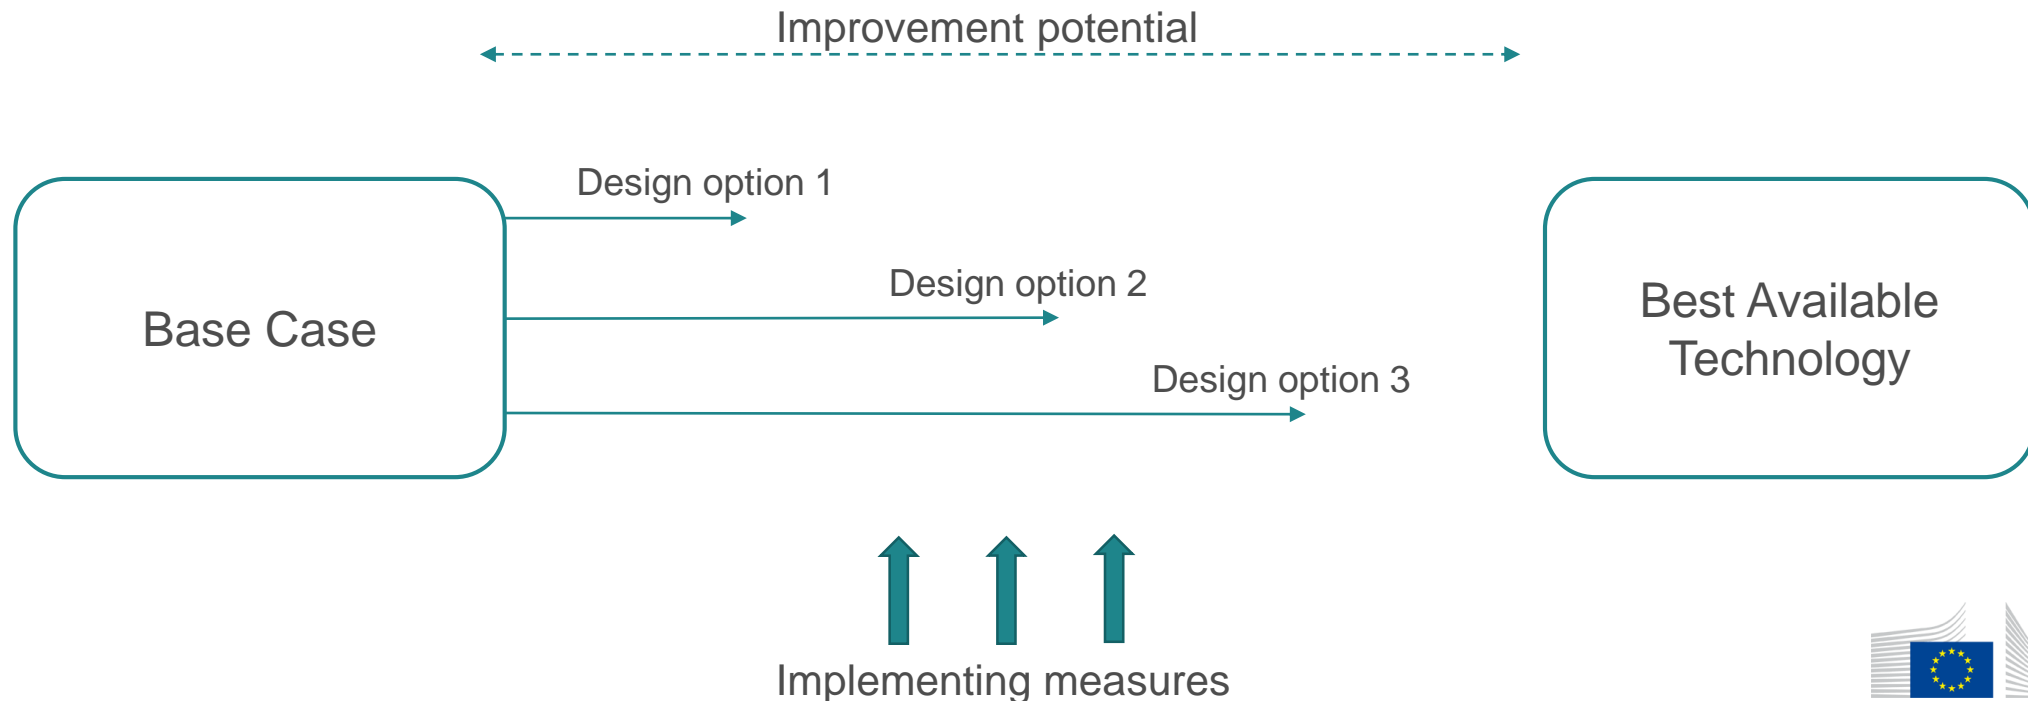 Improvement potential
Design option 1
Design option 2
Base Case
Best Available
Technology
Design option 3
Implementing measures